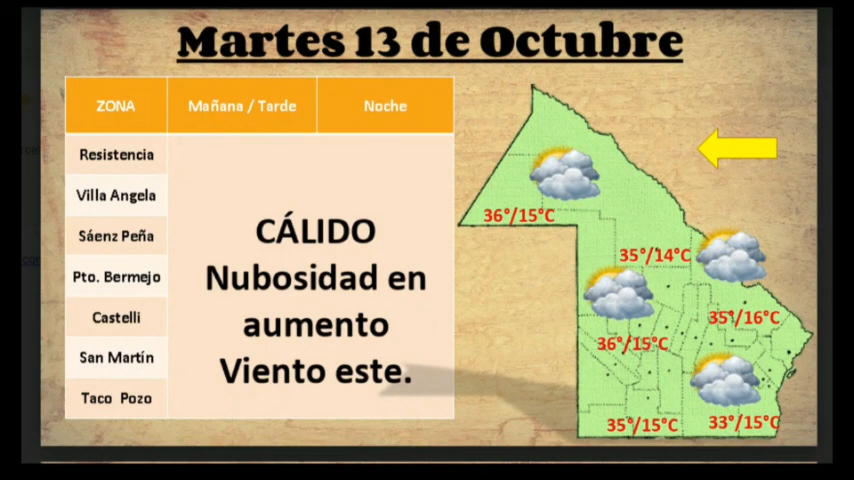 Martes 13 de Octubre
ZONA Mañana / Tarde Noche
Resistencia
Villa Angela
Sáenz Peña
Pto. Bermejo
Castelli
San Martín
Taco Pozo
CÁLIDO
Nubosidad en
aumento
Viento este.
36°/15°C
35°/14°C
35°/16°C
36°/15°C
35°/15°C
33°/15°C